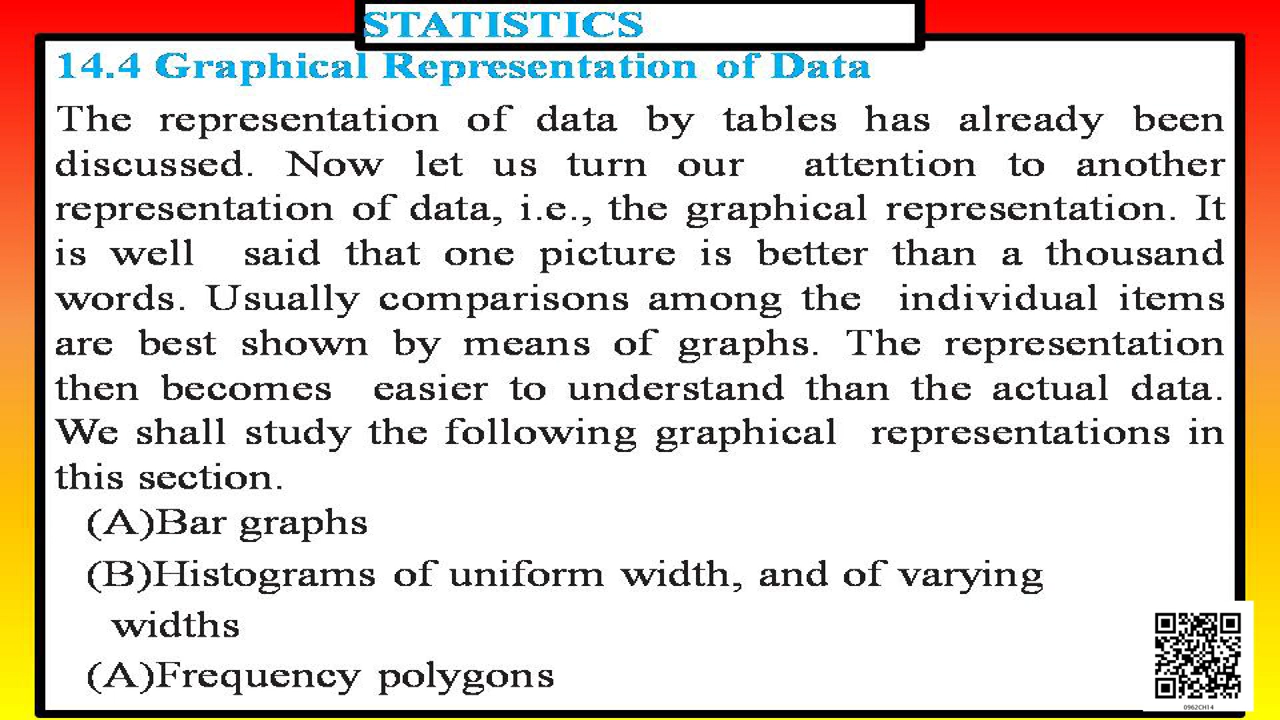 STATISTICS
14.4 Graphical Representation of Data
The representation of data by tables has already been
discussed. Now let us turn our attention to another
representation of data, i.e., the graphical representation. It
is well said that one picture is better than a thousand
words. Usually comparisons among the individual items
are best shown by means of graphs. The representation
then becomes easier to understand than the actual data.
We shall study the following graphical representations in
this section.
(A)Bar graphs
(B)Histograms of uniform width, and of varying
widths
(A)Frequency polygons
0962CH14